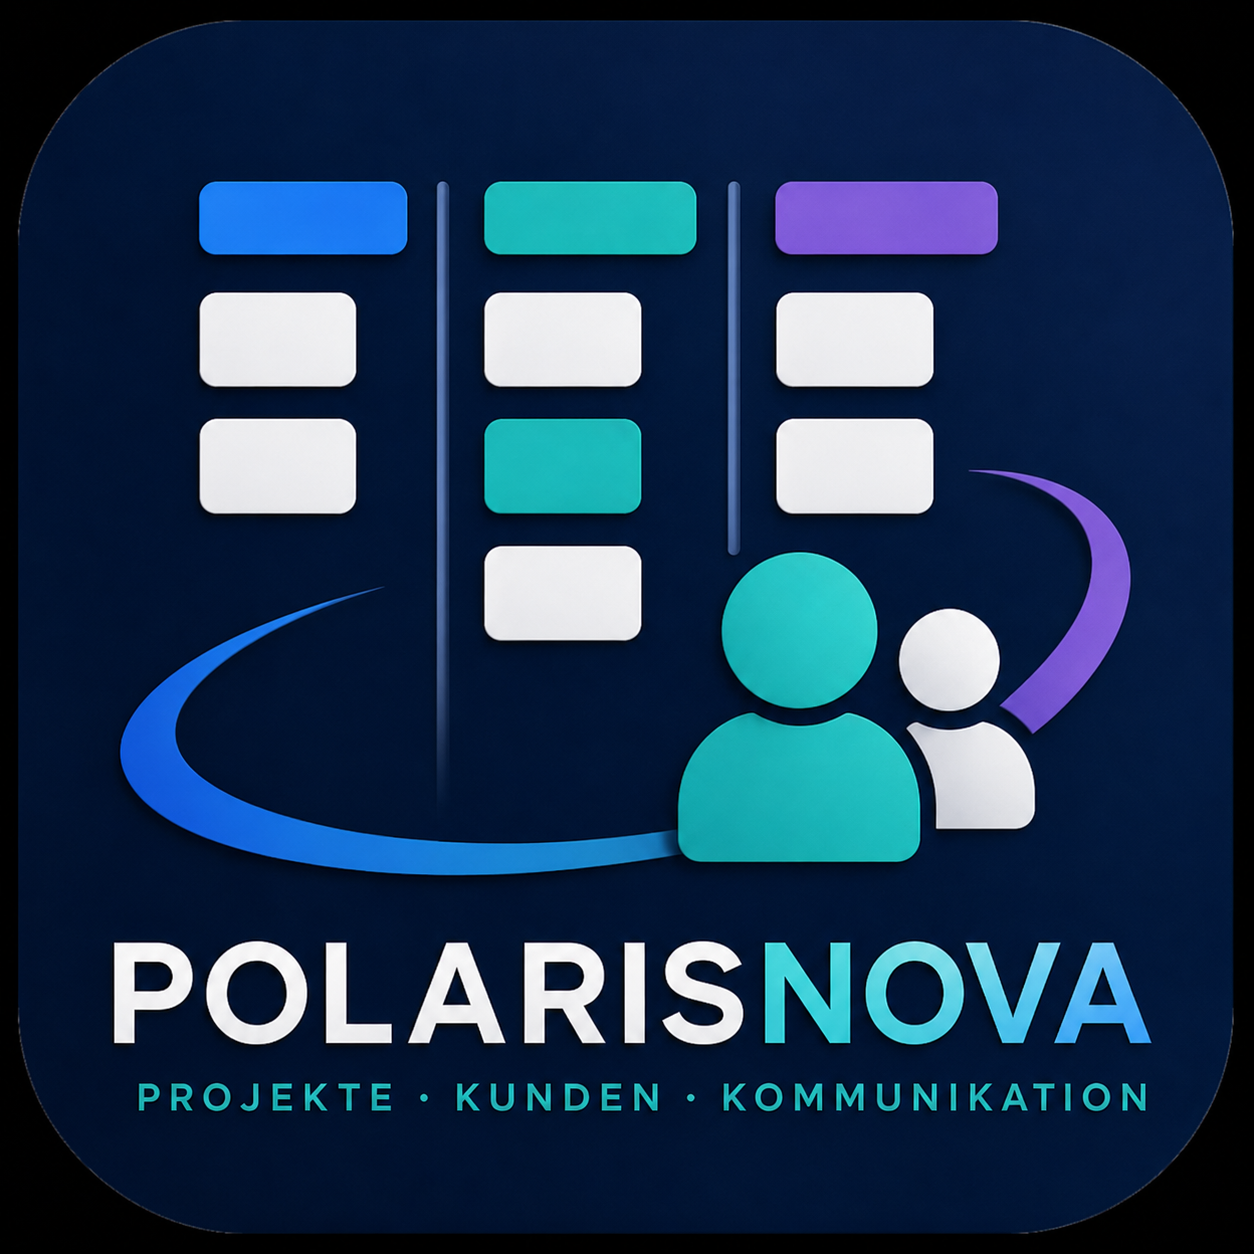 POLARISNOVA
PROJEKTE · KUNDEN · KOMMUNIKATION